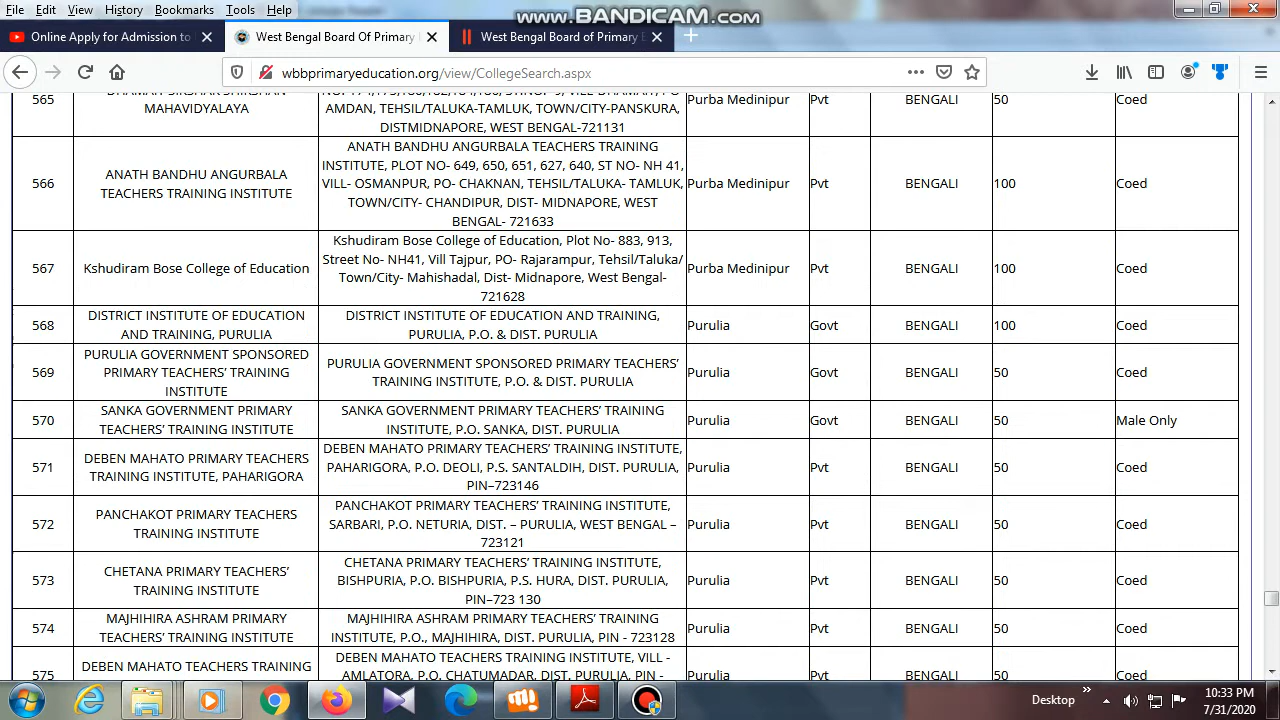 File Edit View History Bookmarks Tools Help
www.BANDICAM.com
Online Apply for Admission to
West Bengal Board Of Primary
West Bengal Board of Primary E
wbbprimaryeducation.org/view/CollegeSearch.aspx
565
MAHAVIDYALAYA
AMDAN, TEHSIL/TALUKA-TAMLUK, TOWN/CITY-PANSKURA,
DISTMIDNAPORE, WEST BENGAL-721131
Purba Medinipur
Pvt
BENGALI
50
Coed
566
ANATH BANDHU ANGURBALA
TEACHERS TRAINING INSTITUTE
ANATH BANDHU ANGURBALA TEACHERS TRAINING
INSTITUTE, PLOT NO- 649, 650, 651, 627, 640, ST NO- NH 41,
VILL- OSMANPUR, PO- CHAKNAN, TEHSIL/TALUKA- TAMLUK,
TOWN/CITY- CHANDIPUR, DIST- MIDNAPORE, WEST
BENGAL- 721633
Purba Medinipur
Pvt
BENGALI
100
Coed
567
Kshudiram Bose College of Education
Kshudiram Bose College of Education, Plot No- 883, 913,
Street No- NH41, Vill Tajpur, PO- Rajarampur, Tehsil/Taluka/
Town/City- Mahishadal, Dist- Midnapore, West Bengal-
721628
Purba Medinipur
Pvt
BENGALI
100
Coed
568
DISTRICT INSTITUTE OF EDUCATION
AND TRAINING, PURULIA
DISTRICT INSTITUTE OF EDUCATION AND TRAINING,
PURULIA, P.O. & DIST. PURULIA
Purulia
Govt
BENGALI
100
Coed
569
PURULIA GOVERNMENT SPONSORED
PRIMARY TEACHERS’ TRAINING
INSTITUTE
PURULIA GOVERNMENT SPONSORED PRIMARY TEACHERS’
TRAINING INSTITUTE, P.O. & DIST. PURULIA
Purulia
Govt
BENGALI
50
Coed
570
SANKA GOVERNMENT PRIMARY
TEACHERS’ TRAINING INSTITUTE
SANKA GOVERNMENT PRIMARY TEACHERS’ TRAINING
INSTITUTE, P.O. SANKA, DIST. PURULIA
Purulia
Govt
BENGALI
50
Male Only
571
DEBEN MAHATO PRIMARY TEACHERS
TRAINING INSTITUTE, PAHARIGORA
DEBEN MAHATO PRIMARY TEACHERS’ TRAINING INSTITUTE,
PAHARIGORA, P.O. DEOLI, P.S. SANTALDIH, DIST. PURULIA,
PIN–723146
Purulia
Pvt
BENGALI
50
Coed
572
PANCHAKOT PRIMARY TEACHERS
TRAINING INSTITUTE
PANCHAKOT PRIMARY TEACHERS’ TRAINING INSTITUTE,
SARBARI, P.O. NETURIA, DIST. – PURULIA, WEST BENGAL –
723121
Purulia
Pvt
BENGALI
50
Coed
573
CHETANA PRIMARY TEACHERS’
TRAINING INSTITUTE
CHETANA PRIMARY TEACHERS’ TRAINING INSTITUTE,
BISHPURIA, P.O. BISHPURIA, P.S. HURA, DIST. PURULIA,
PIN–723 130
Purulia
Pvt
BENGALI
50
Coed
574
MAJHIHIRA ASHRAM PRIMARY
TEACHERS’ TRAINING INSTITUTE
MAJHIHIRA ASHRAM PRIMARY TEACHERS’ TRAINING
INSTITUTE, P.O., MAJHIHIRA, DIST. PURULIA, PIN - 723128
Purulia
Pvt
BENGALI
50
Coed
575
DEBEN MAHATO TEACHERS TRAINING
DEBEN MAHATO TEACHERS TRAINING INSTITUTE, VILL -
AMLATORA, P.O. CHATUMADAR, DIST. PURULIA, PIN -
Purulia
Pvt
BENGALI
50
Coed
Desktop
10:33 PM
7/31/2020